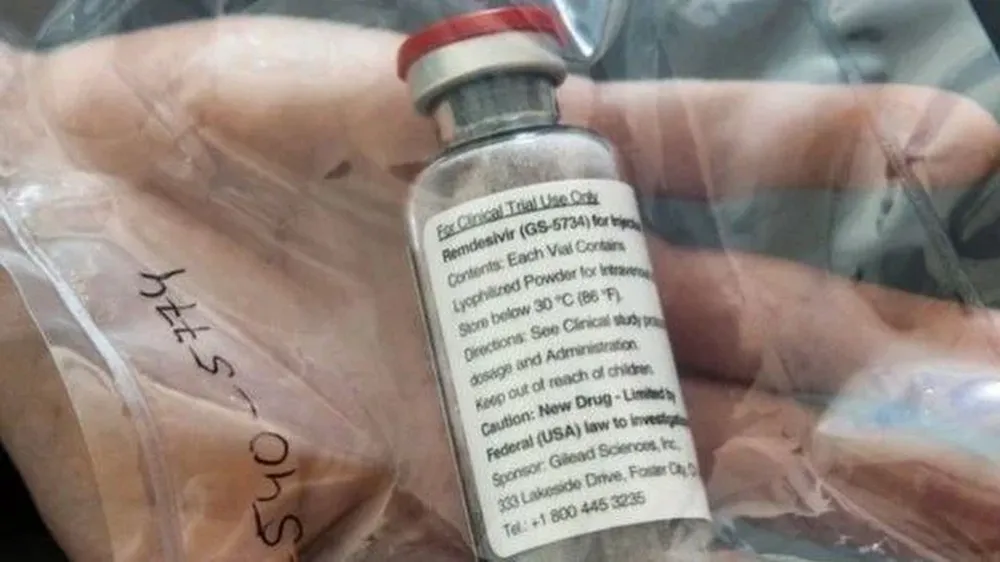 For Clinical Trial Use Only
Remdesivir (GS-5734) for Injec
Contents: Each Vial Contains
Lyophilized Powder for Intraveno
Store below 30 °C (86 °F).
Directions: See Clinical study
dosage and Administration.
Keep out of reach of children.
Caution: New Drug - Limited by
Federal (USA) law to investiga
Sponsor: Gilead Sciences, Inc.,
333 Lakeside Drive, Foster City,
Tel.: +1 800 445 3235